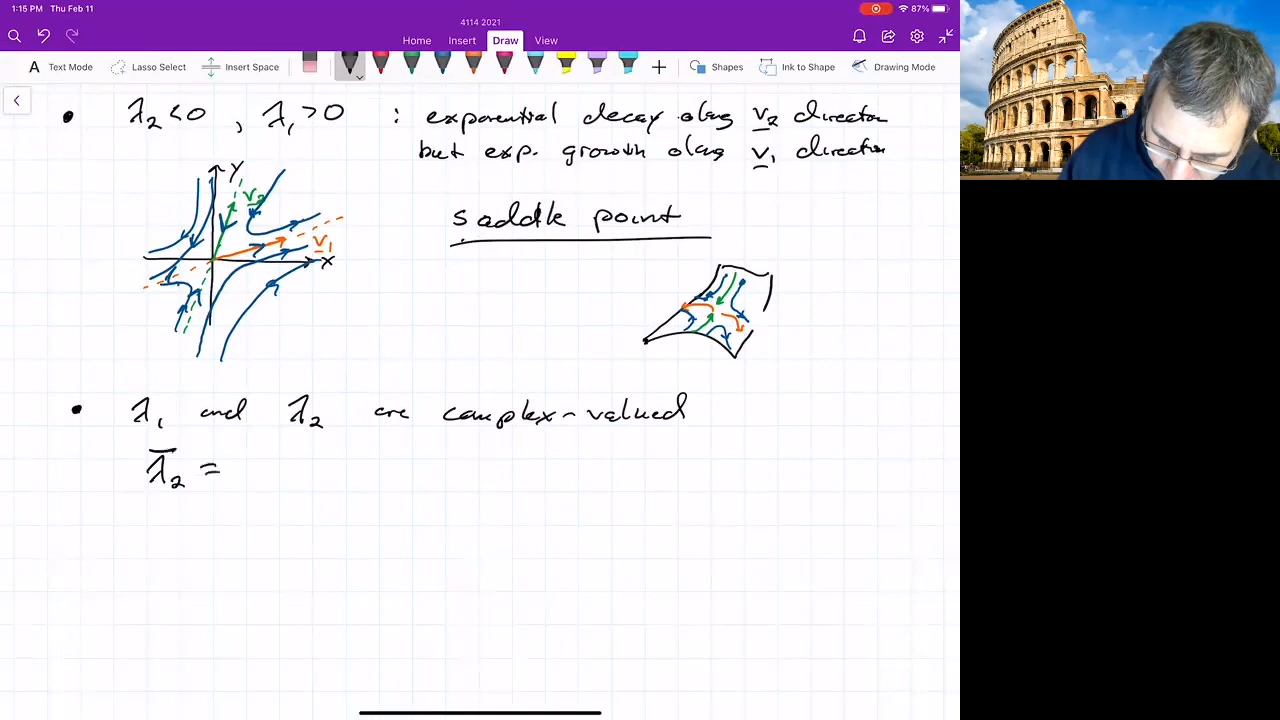 1:15 PM Thu Feb 11
87%
4114 2021
Home Insert Draw View
A Text Mode Lasso Select Insert Space Shapes Ink to Shape Drawing Mode
• λ₂<0 , λ₁>0 : exponential decay along v₂ direction
but exp. growth along v₁ direction
y
v₂
saddle point
v₁
x
• λ₁ and λ₂ are complex-valued
λ̄₂ =